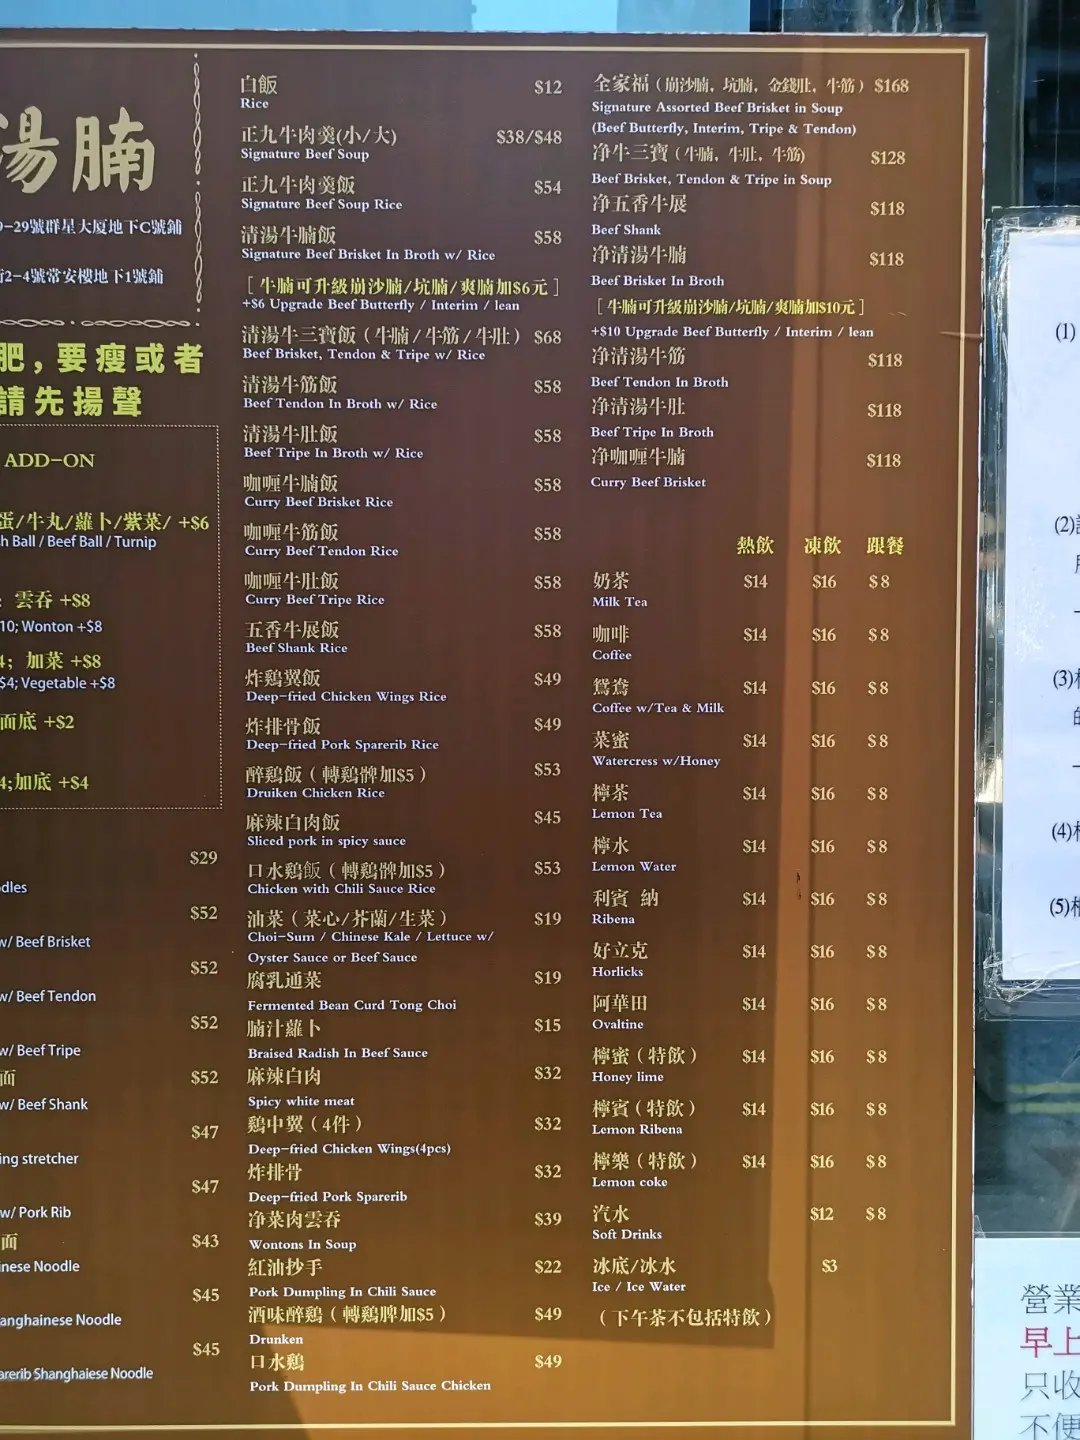 湯腩
9-29號群星大厦地下C號鋪
街2-4號常安樓地下1號鋪
肥,要瘦或者
請先揚聲
ADD-ON
蛋/牛丸/蘿卜/紫菜/ +$6
sh Ball / Beef Ball / Turnip
雲吞 +$8
10; Wonton +$8
4; 加菜 +$8
$4; Vegetable +$8
面底 +$2
4;加底 +$4
$29
odles
$52
w/ Beef Brisket
$52
w/ Beef Tendon
$52
w/ Beef Tripe
面 $52
w/ Beef Shank
$47
ing stretcher
$47
w/ Pork Rib
面 $43
inese Noodle
$45
anghainese Noodle
$45
arerib Shanghaiese Noodle
白飯 $12
Rice
正九牛肉羹(小/大) $38/$48
Signature Beef Soup
正九牛肉羹飯 $54
Signature Beef Soup Rice
清湯牛腩飯 $58
Signature Beef Brisket In Broth w/ Rice
[ 牛腩可升級崩沙腩/坑腩/爽腩加$6元 ]
+$6 Upgrade Beef Butterfly / Interim / lean
清湯牛三寶飯 ( 牛腩 / 牛筋 / 牛肚 ) $68
Beef Brisket, Tendon & Tripe w/ Rice
清湯牛筋飯 $58
Beef Tendon In Broth w/ Rice
清湯牛肚飯 $58
Beef Tripe In Broth w/ Rice
咖喱牛腩飯 $58
Curry Beef Brisket Rice
咖喱牛筋飯 $58
Curry Beef Tendon Rice
咖喱牛肚飯 $58
Curry Beef Tripe Rice
五香牛展飯 $58
Beef Shank Rice
炸鷄翼飯 $49
Deep-fried Chicken Wings Rice
炸排骨飯 $49
Deep-fried Pork Sparerib Rice
醉鷄飯 ( 轉鷄髀加$5 ) $53
Druiken Chicken Rice
麻辣白肉飯 $45
Sliced pork in spicy sauce
口水鷄飯 ( 轉鷄髀加$5 ) $53
Chicken with Chili Sauce Rice
油菜 ( 菜心/芥蘭/生菜 ) $19
Choi-Sum / Chinese Kale / Lettuce w/
Oyster Sauce or Beef Sauce
腐乳通菜 $19
Fermented Bean Curd Tong Choi
腩汁蘿卜 $15
Braised Radish In Beef Sauce
麻辣白肉 $32
Spicy white meat
鷄中翼 ( 4件 ) $32
Deep-fried Chicken Wings(4pcs)
炸排骨 $32
Deep-fried Pork Sparerib
净菜肉雲吞 $39
Wontons In Soup
紅油抄手 $22
Pork Dumpling In Chili Sauce
酒味醉鷄 ( 轉鷄脾加$5 ) $49
Drunken
口水鷄 $49
Pork Dumpling In Chili Sauce Chicken
全家福 ( 崩沙腩, 坑腩, 金錢肚, 牛筋 ) $168
Signature Assorted Beef Brisket in Soup
(Beef Butterfly, Interim, Tripe & Tendon)
净牛三寶 ( 牛腩, 牛肚, 牛筋) $128
Beef Brisket, Tendon & Tripe in Soup
净五香牛展 $118
Beef Shank
净清湯牛腩 $118
Beef Brisket In Broth
[ 牛腩可升級崩沙腩/坑腩/爽腩加$10元 ]
+$10 Upgrade Beef Butterfly / Interim / lean
净清湯牛筋 $118
Beef Tendon In Broth
净清湯牛肚 $118
Beef Tripe In Broth
净咖喱牛腩 $118
Curry Beef Brisket
熱飲 凍飲 跟餐
奶茶 $14 $16 $8
Milk Tea
咖啡 $14 $16 $8
Coffee
鴛鴦 $14 $16 $8
Coffee w/Tea & Milk
菜蜜 $14 $16 $8
Watercress w/Honey
檸茶 $14 $16 $8
Lemon Tea
檸水 $14 $16 $8
Lemon Water
利賓 納 $14 $16 $8
Ribena
好立克 $14 $16 $8
Horlicks
阿華田 $14 $16 $8
Ovaltine
檸蜜 ( 特飲 ) $14 $16 $8
Honey lime
檸賓 ( 特飲 ) $14 $16 $8
Lemon Ribena
檸樂 ( 特飲 ) $14 $16 $8
Lemon coke
汽水 $12 $8
Soft Drinks
冰底/冰水 $3
Ice / Ice Water
( 下午茶不包括特飲 )
(1)
(2)
(3)
的
(4)
(5)
營業
早上
只收
不便